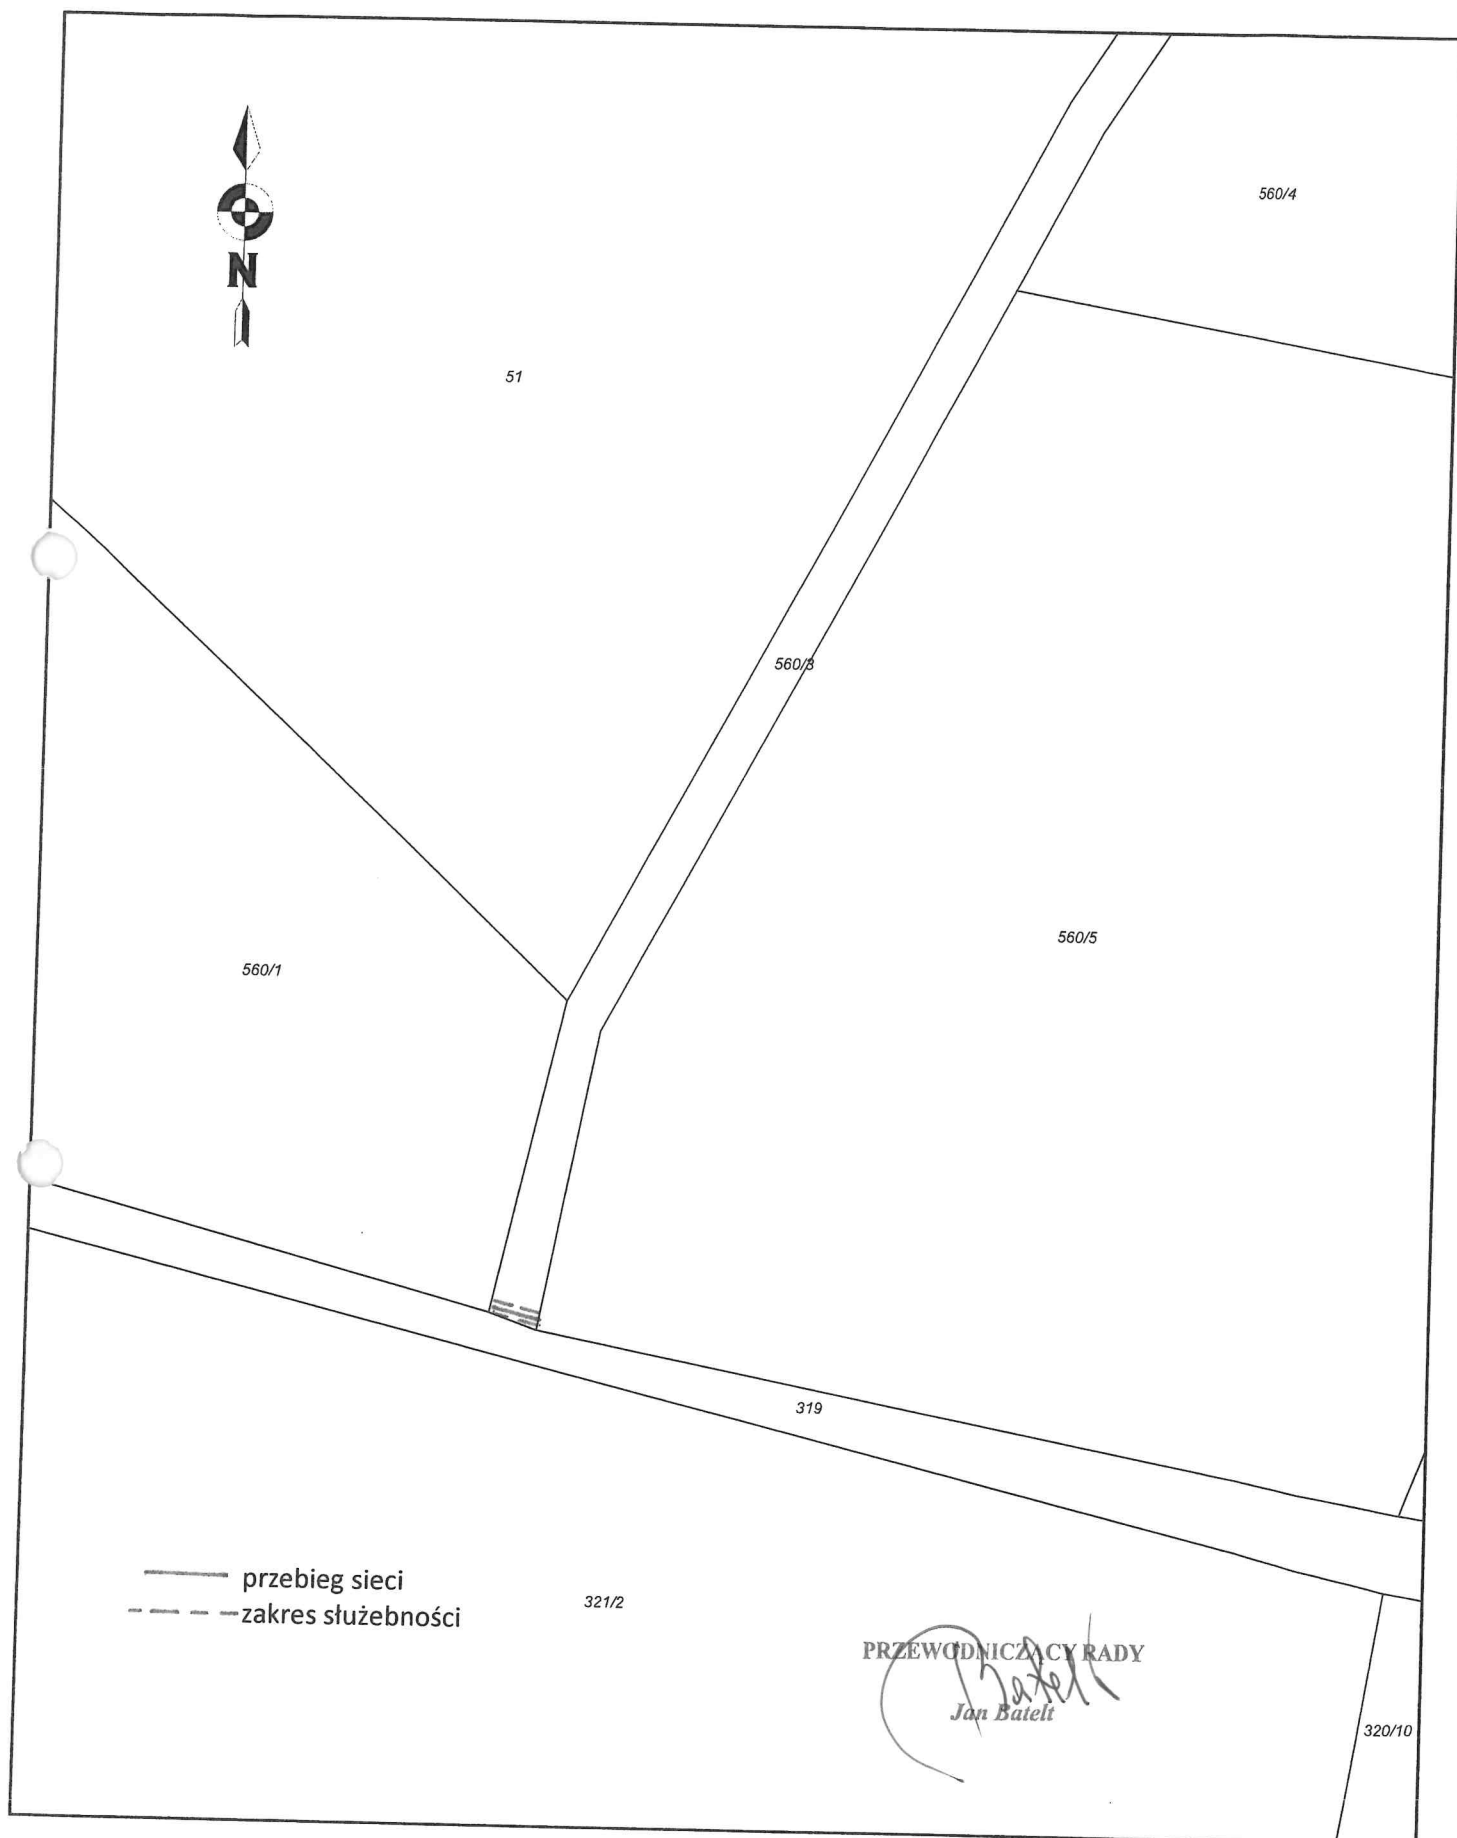 560/4
N
51
560/3
560/5
560/1
319
przebieg sieci
zakres służebności
321/2
PRZEWODNICZĄCY RADY
Batelt
Jan Batelt
320/10